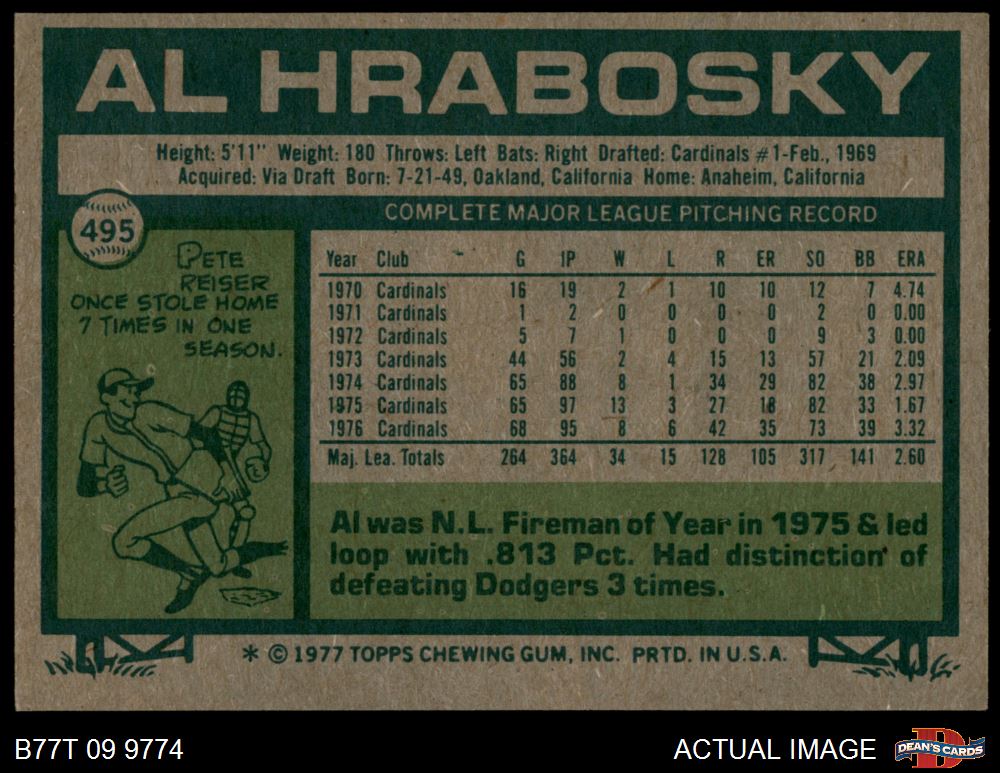 AL HRABOSKY
Height: 5'11" Weight: 180 Throws: Left Bats: Right Drafted: Cardinals #1-Feb., 1969
Acquired: Via Draft Born: 7-21-49, Oakland, California Home: Anaheim, California
495
COMPLETE MAJOR LEAGUE PITCHING RECORD
PETE
REISER
ONCE STOLE HOME
7 TIMES IN ONE
SEASON.
Year Club G IP W L R ER SO BB ERA
1970 Cardinals 16 19 2 1 10 10 12 7 4.74
1971 Cardinals 1 2 0 0 0 0 2 0 0.00
1972 Cardinals 5 7 1 0 0 0 9 3 0.00
1973 Cardinals 44 56 2 4 15 13 57 21 2.09
1974 Cardinals 65 88 8 1 34 29 82 38 2.97
1975 Cardinals 65 97 13 3 27 18 82 33 1.67
1976 Cardinals 68 95 8 6 42 35 73 39 3.32
Maj. Lea. Totals 264 364 34 15 128 105 317 141 2.60
Al was N.L. Fireman of Year in 1975 & led
loop with .813 Pct. Had distinction of
defeating Dodgers 3 times.
* © 1977 TOPPS CHEWING GUM, INC. PRTD. IN U.S.A.
B77T 09 9774
ACTUAL IMAGE
D
DEAN'S CARDS